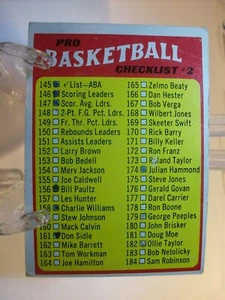 PRO
BASKETBALL
CHECKLIST #2
145 ✓List—ABA
146 Scoring Leaders
147 Scor. Avg. Ldrs.
148 2-Pt. F.G. Pct. Ldrs.
149 Fr. Thr. Pct. Ldrs.
150 Rebounds Leaders
151 Assists Leaders
152 Larry Brown
153 Bob Bedell
154 Merv Jackson
155 Joe Caldwell
156 Bill Paultz
157 Les Hunter
158 Charlie Williams
159 Stew Johnson
160 Mack Calvin
161 Don Sidle
162 Mike Barrett
163 Tom Workman
164 Joe Hamilton
165 Zelmo Beaty
166 Dan Hester
167 Bob Verga
168 Wilbert Jones
169 Skeeter Swift
170 Rick Barry
171 Billy Keller
172 Ron Franz
173 Roland Taylor
174 Julian Hammond
175 Steve Jones
176 Gerald Govan
177 Darel Carrier
178 Ron Boone
179 George Peeples
180 John Brisker
181 Doug Moe
182 Ollie Taylor
183 Bob Netolicky
184 Sam Robinson